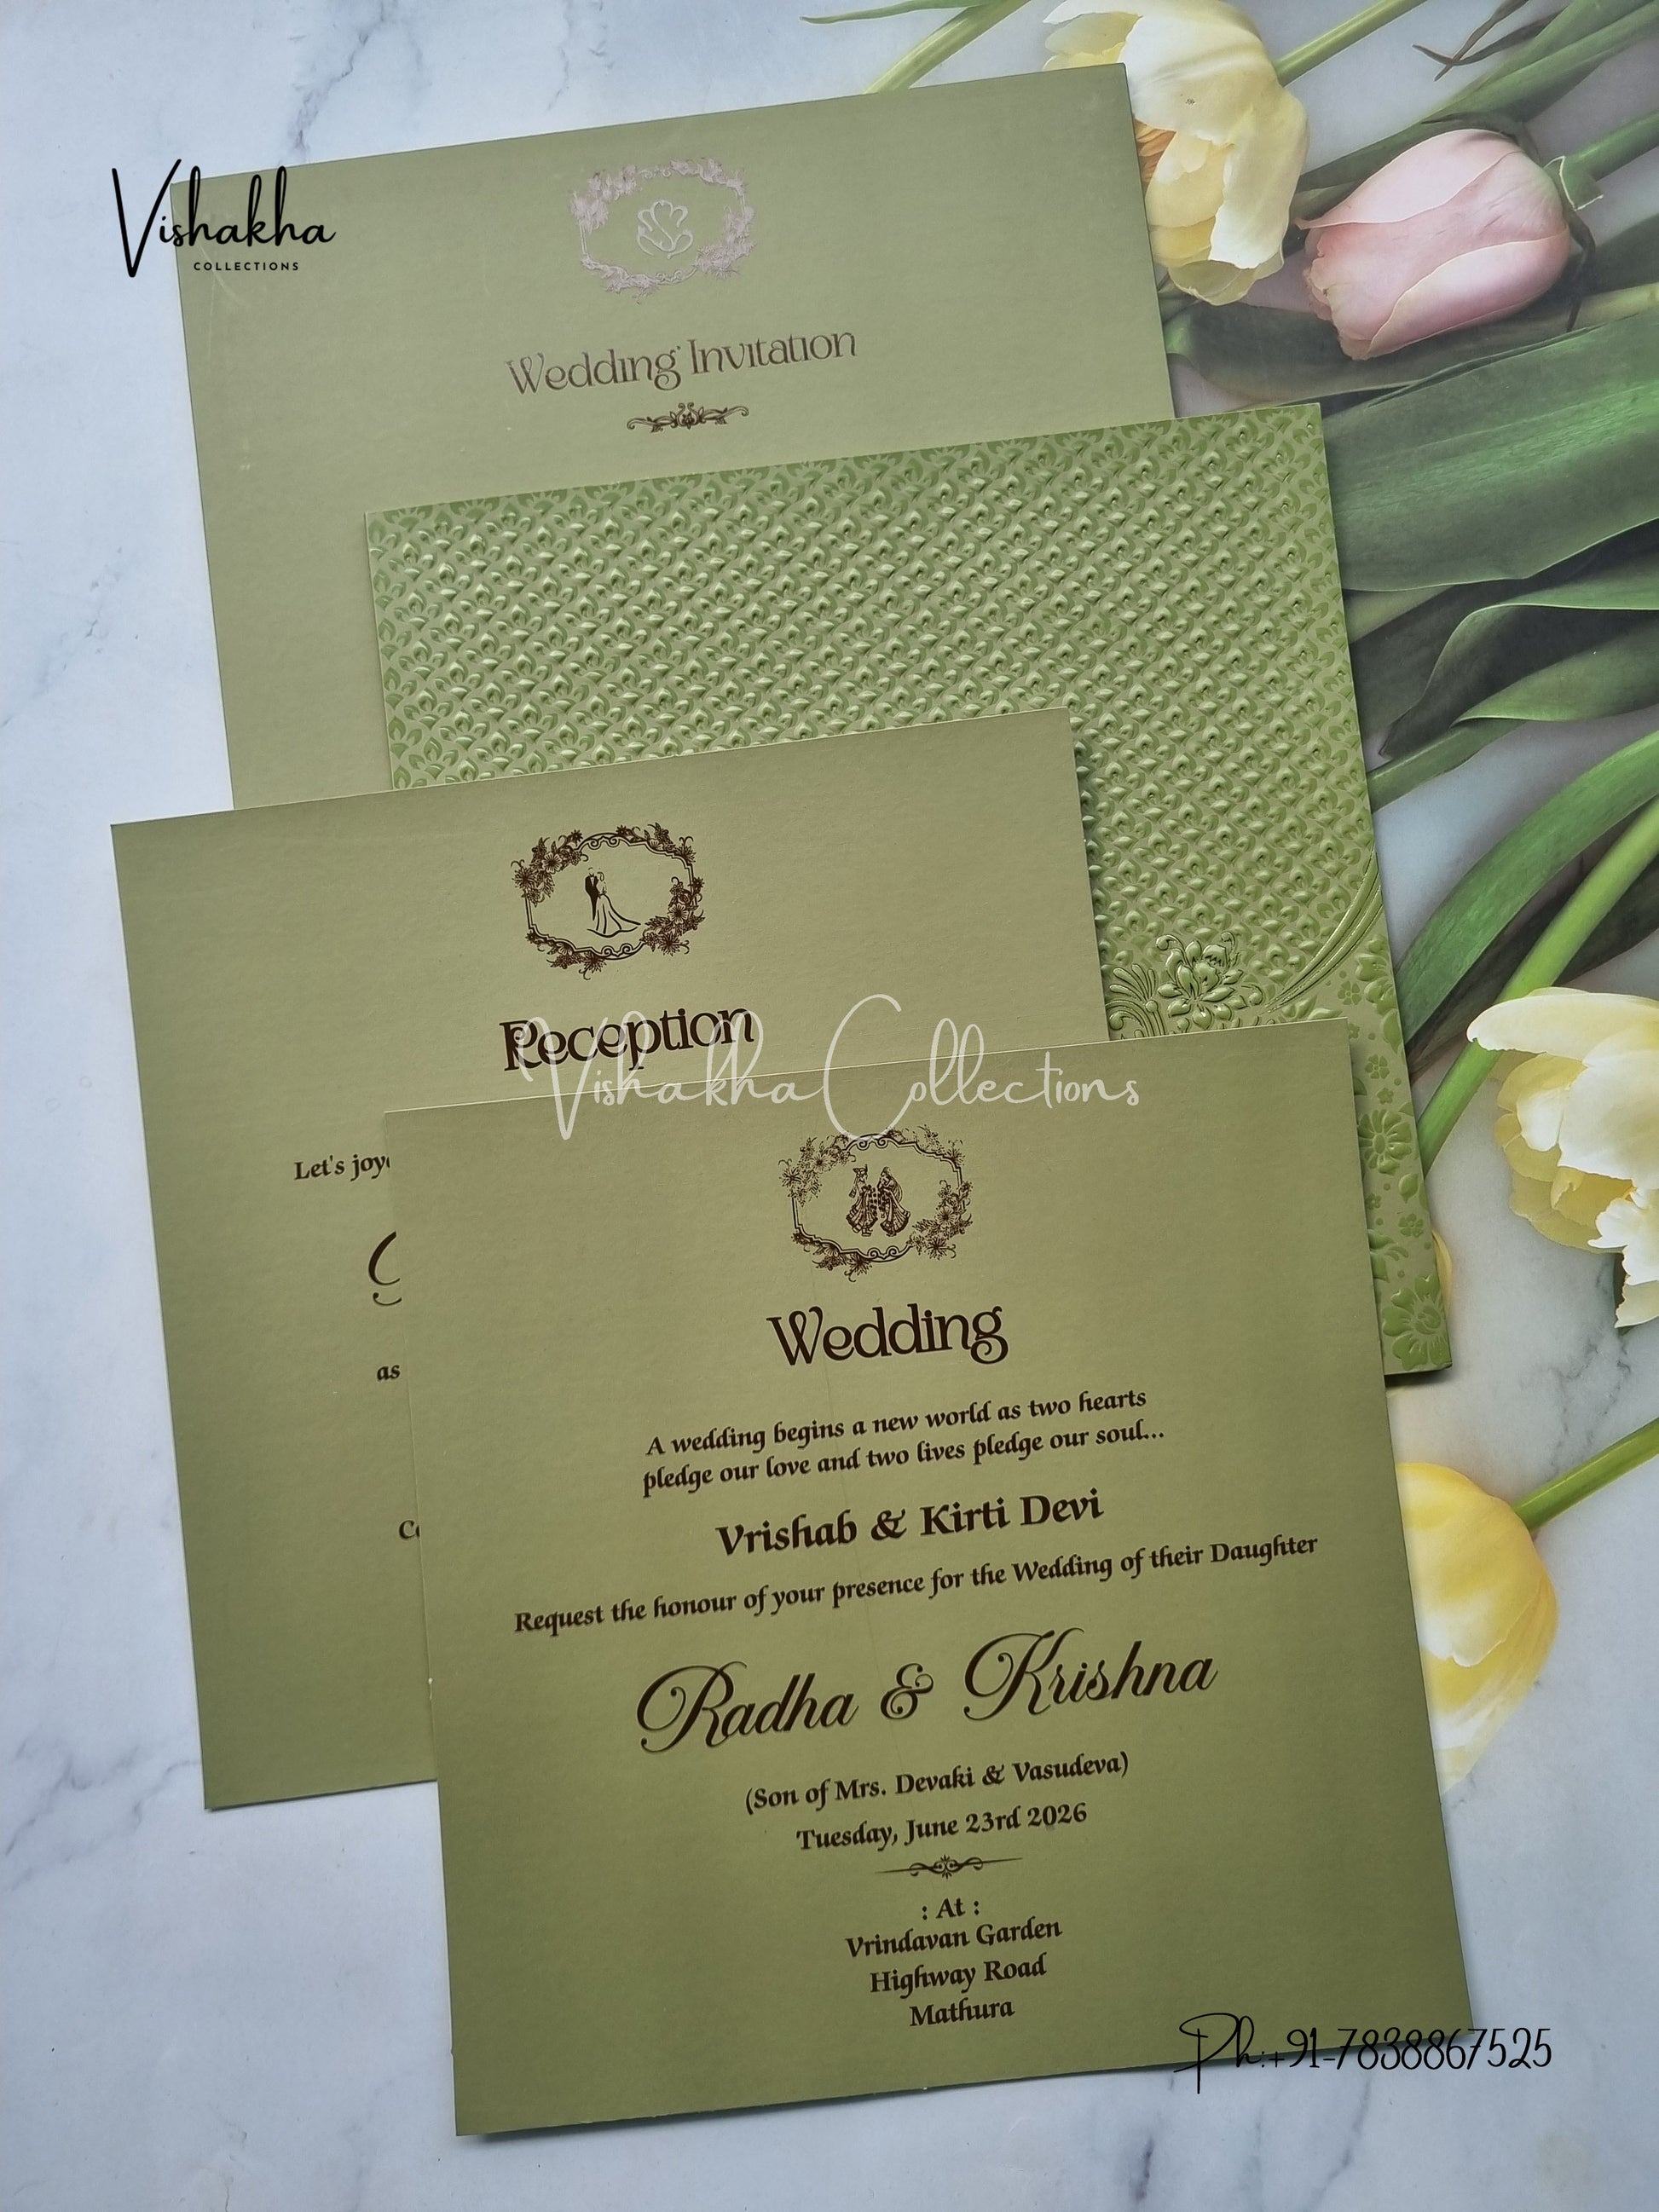 Vishakha
COLLECTIONS
Wedding Invitation
Reception
Vishakha Collections
Let's
as
Wedding
A wedding begins a new world as two hearts
pledge our love and two lives pledge our soul...
Vrishab & Kirti Devi
Request the honour of your presence for the Wedding of their Daughter
Radha & Krishna
(Son of Mrs. Devaki & Vasudeva)
Tuesday, June 23rd 2026
: At :
Vrindavan Garden
Highway Road
Mathura
Ph:+91-7838867525